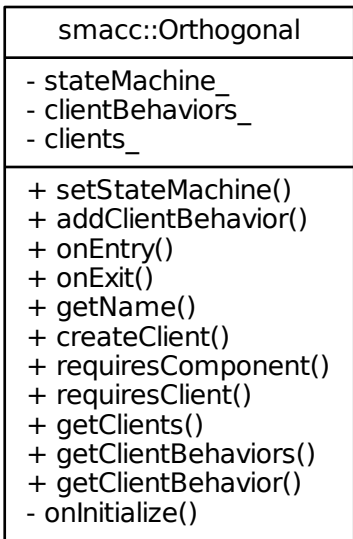 smacc::Orthogonal
- stateMachine_
- clientBehaviors_
- clients_
+ setStateMachine()
+ addClientBehavior()
+ onEntry()
+ onExit()
+ getName()
+ createClient()
+ requiresComponent()
+ requiresClient()
+ getClients()
+ getClientBehaviors()
+ getClientBehavior()
- onInitialize()